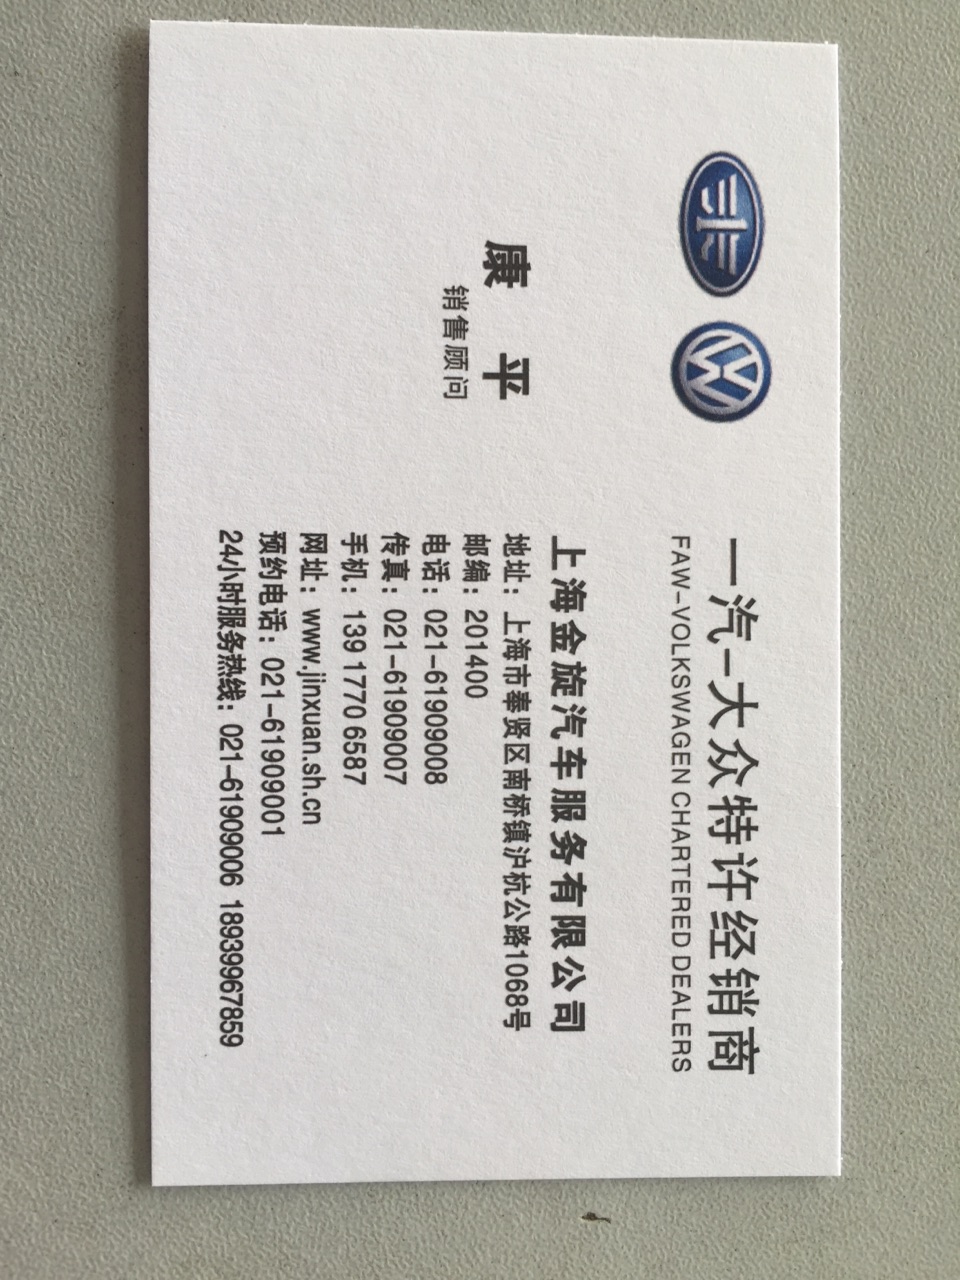 一汽-大众特许经销商
FAW-VOLKSWAGEN CHARTERED DEALERS
康 平
销售顾问
上海金旋汽车服务有限公司
地址：上海市奉贤区南桥镇沪杭公路1068号
邮编：201400
电话：021-61909008
传真：021-61909007
手机：139 1770 6587
网址：www.jinxuan.sh.cn
预约电话：021-61909001
24小时服务热线：021-61909006 18939967859